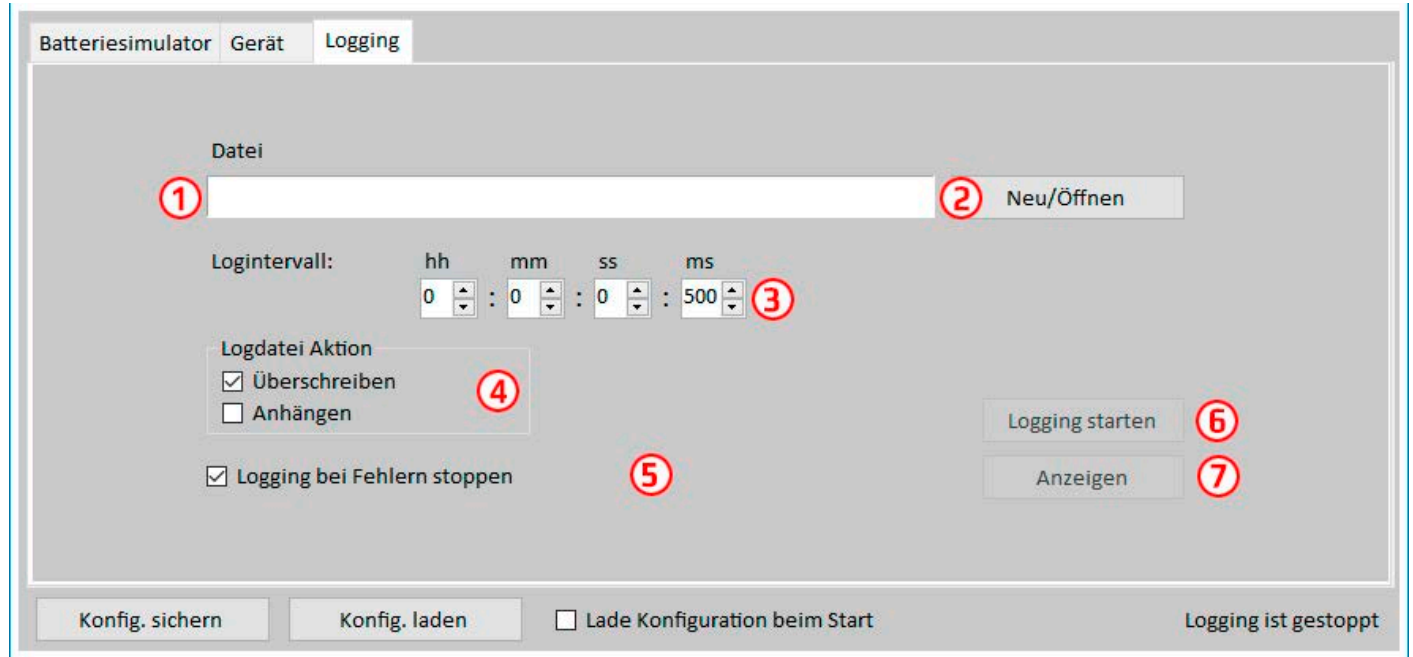 Batteriesimulator Gerät Logging
Datei
① ② Neu/Öffnen
Logintervall: hh mm ss ms
0 : 0 : 0 : 500 ③
Logdatei Aktion
Überschreiben
④
Anhängen
Logging starten ⑥
Logging bei Fehlern stoppen ⑤ Anzeigen ⑦
Konfig. sichern Konfig. laden Lade Konfiguration beim Start Logging ist gestoppt